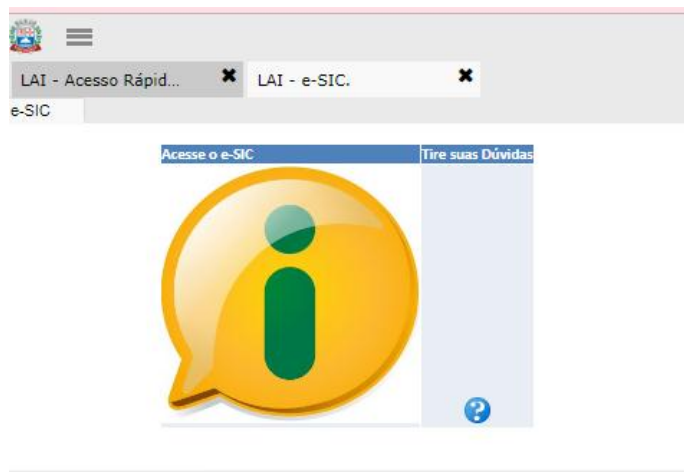 LAI - Acesso Rápid... ✖ LAI - e-SIC. ✖
e-SIC
Acesse o e-SIC Tire suas Dúvidas